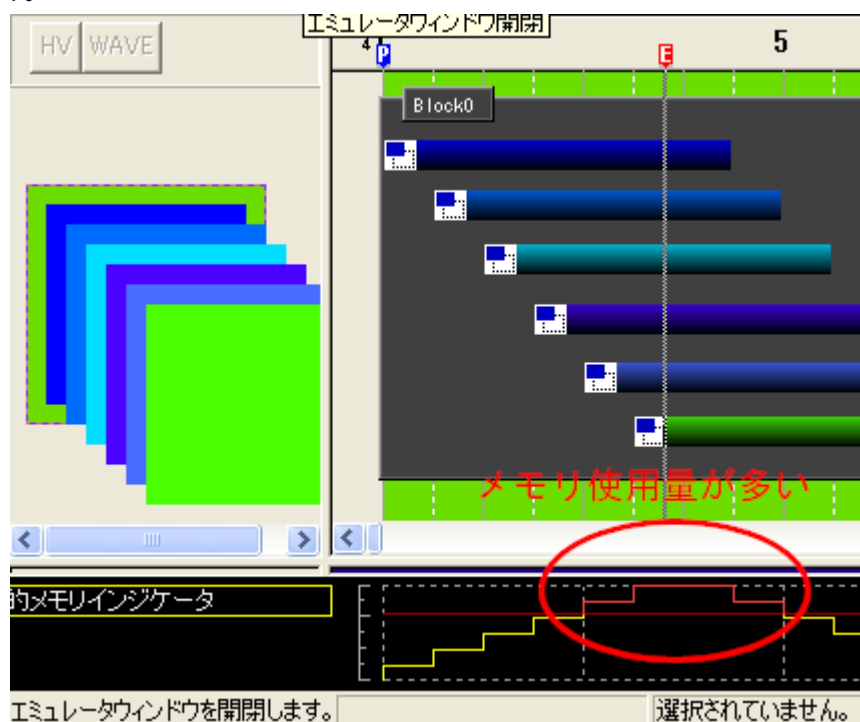 エミュレータウィンドウ開閉
HV WAVE
4 P E 5
Block0
メモリ使用量が多い
的メモリインジケータ
エミュレータウィンドウを開閉します。
選択されていません。